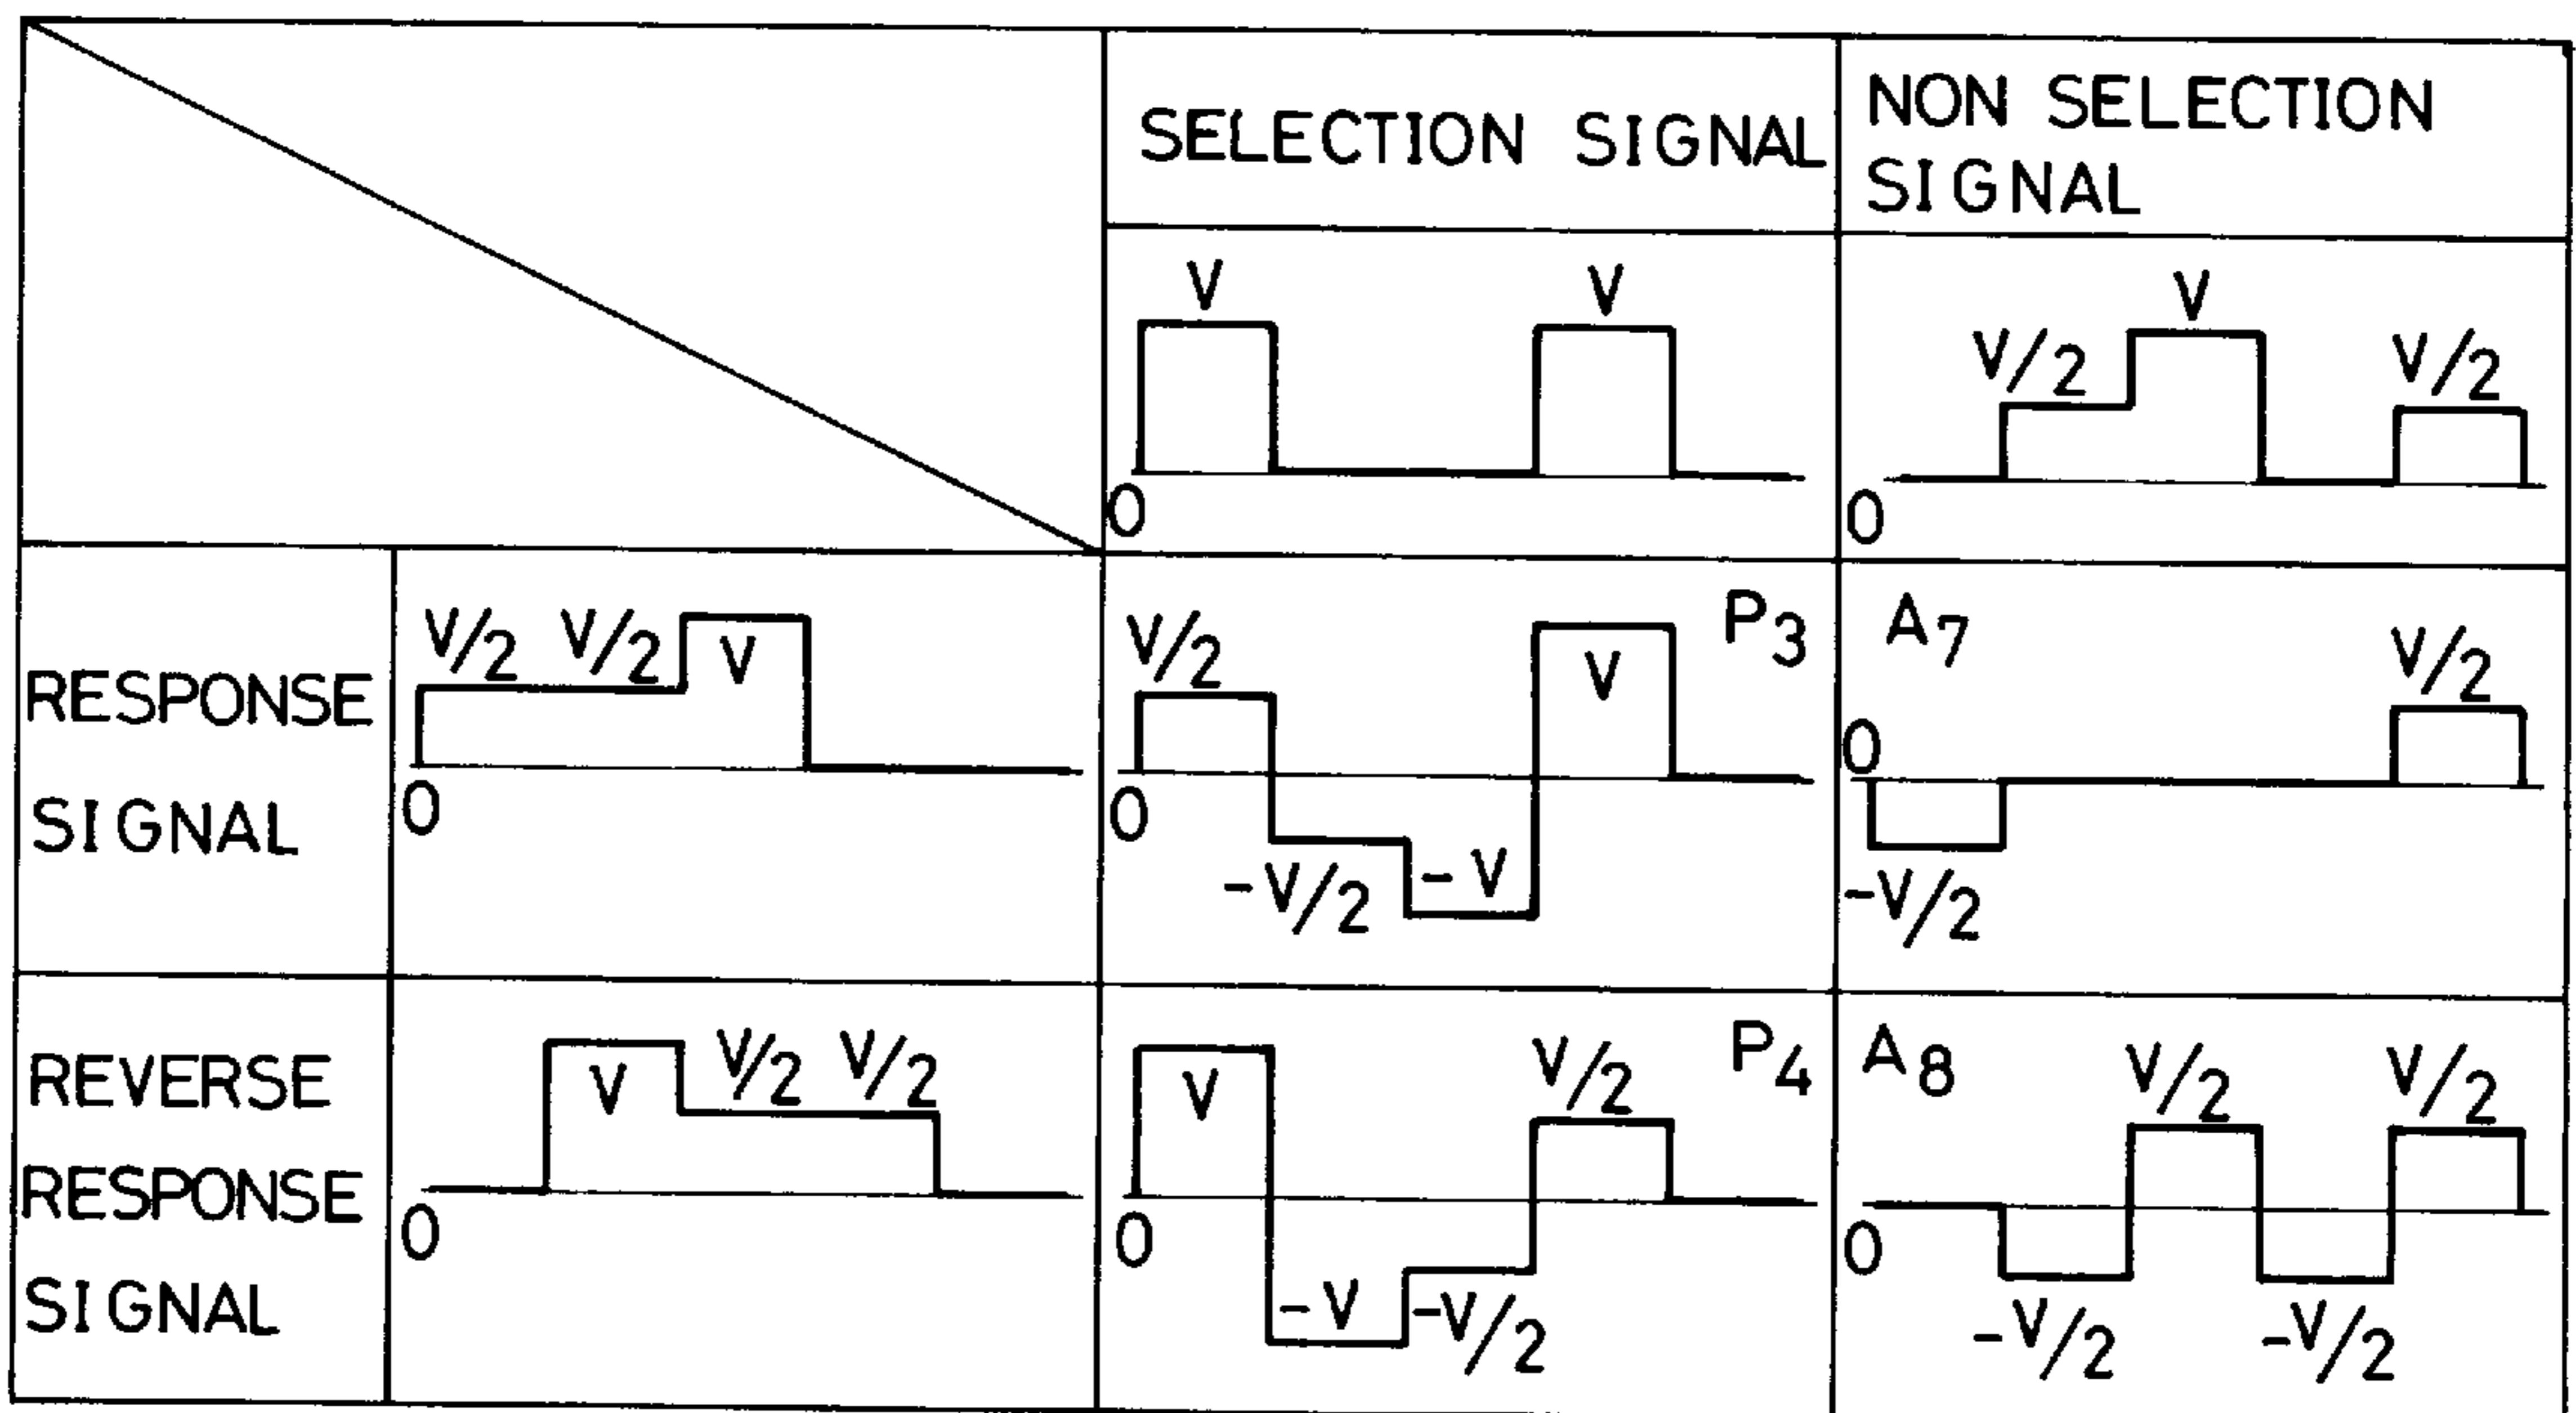 SELECTION SIGNAL
NON SELECTION
SIGNAL
V V
0
V/2 V V/2
0
RESPONSE
SIGNAL
V/2 V/2 V
0
P3
V/2 V
0
-V/2 -V
A7
V/2
0
-V/2
REVERSE
RESPONSE
SIGNAL
V V/2 V/2
0
P4
V V/2
0
-V -V/2
A8
V/2 V/2
0
-V/2 -V/2